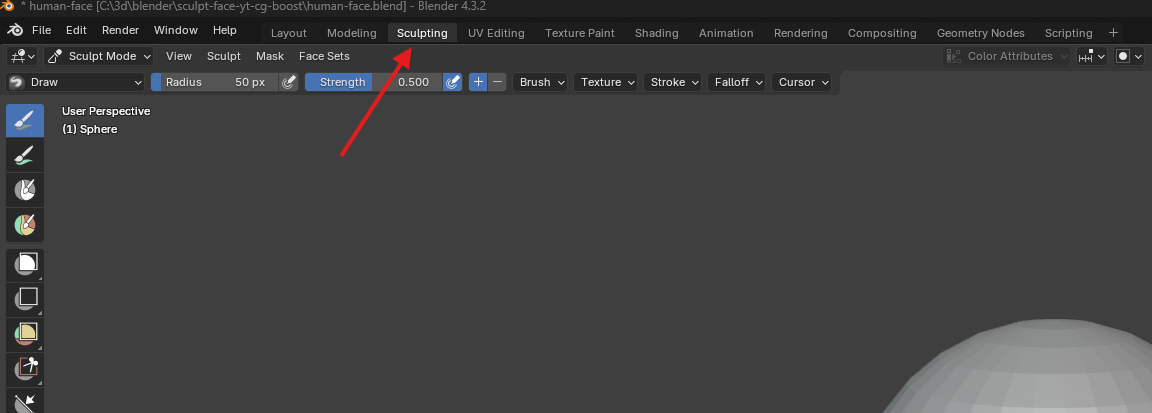 * human-face [C:\3d\blender\sculpt-face-yt-cg-boost\human-face.blend] - Blender 4.3.2
File Edit Render Window Help Layout Modeling Sculpting UV Editing Texture Paint Shading Animation Rendering Compositing Geometry Nodes Scripting +
Sculpt Mode View Sculpt Mask Face Sets Color Attributes
Draw Radius 50 px Strength 0.500 + − Brush Texture Stroke Falloff Cursor
User Perspective
(1) Sphere